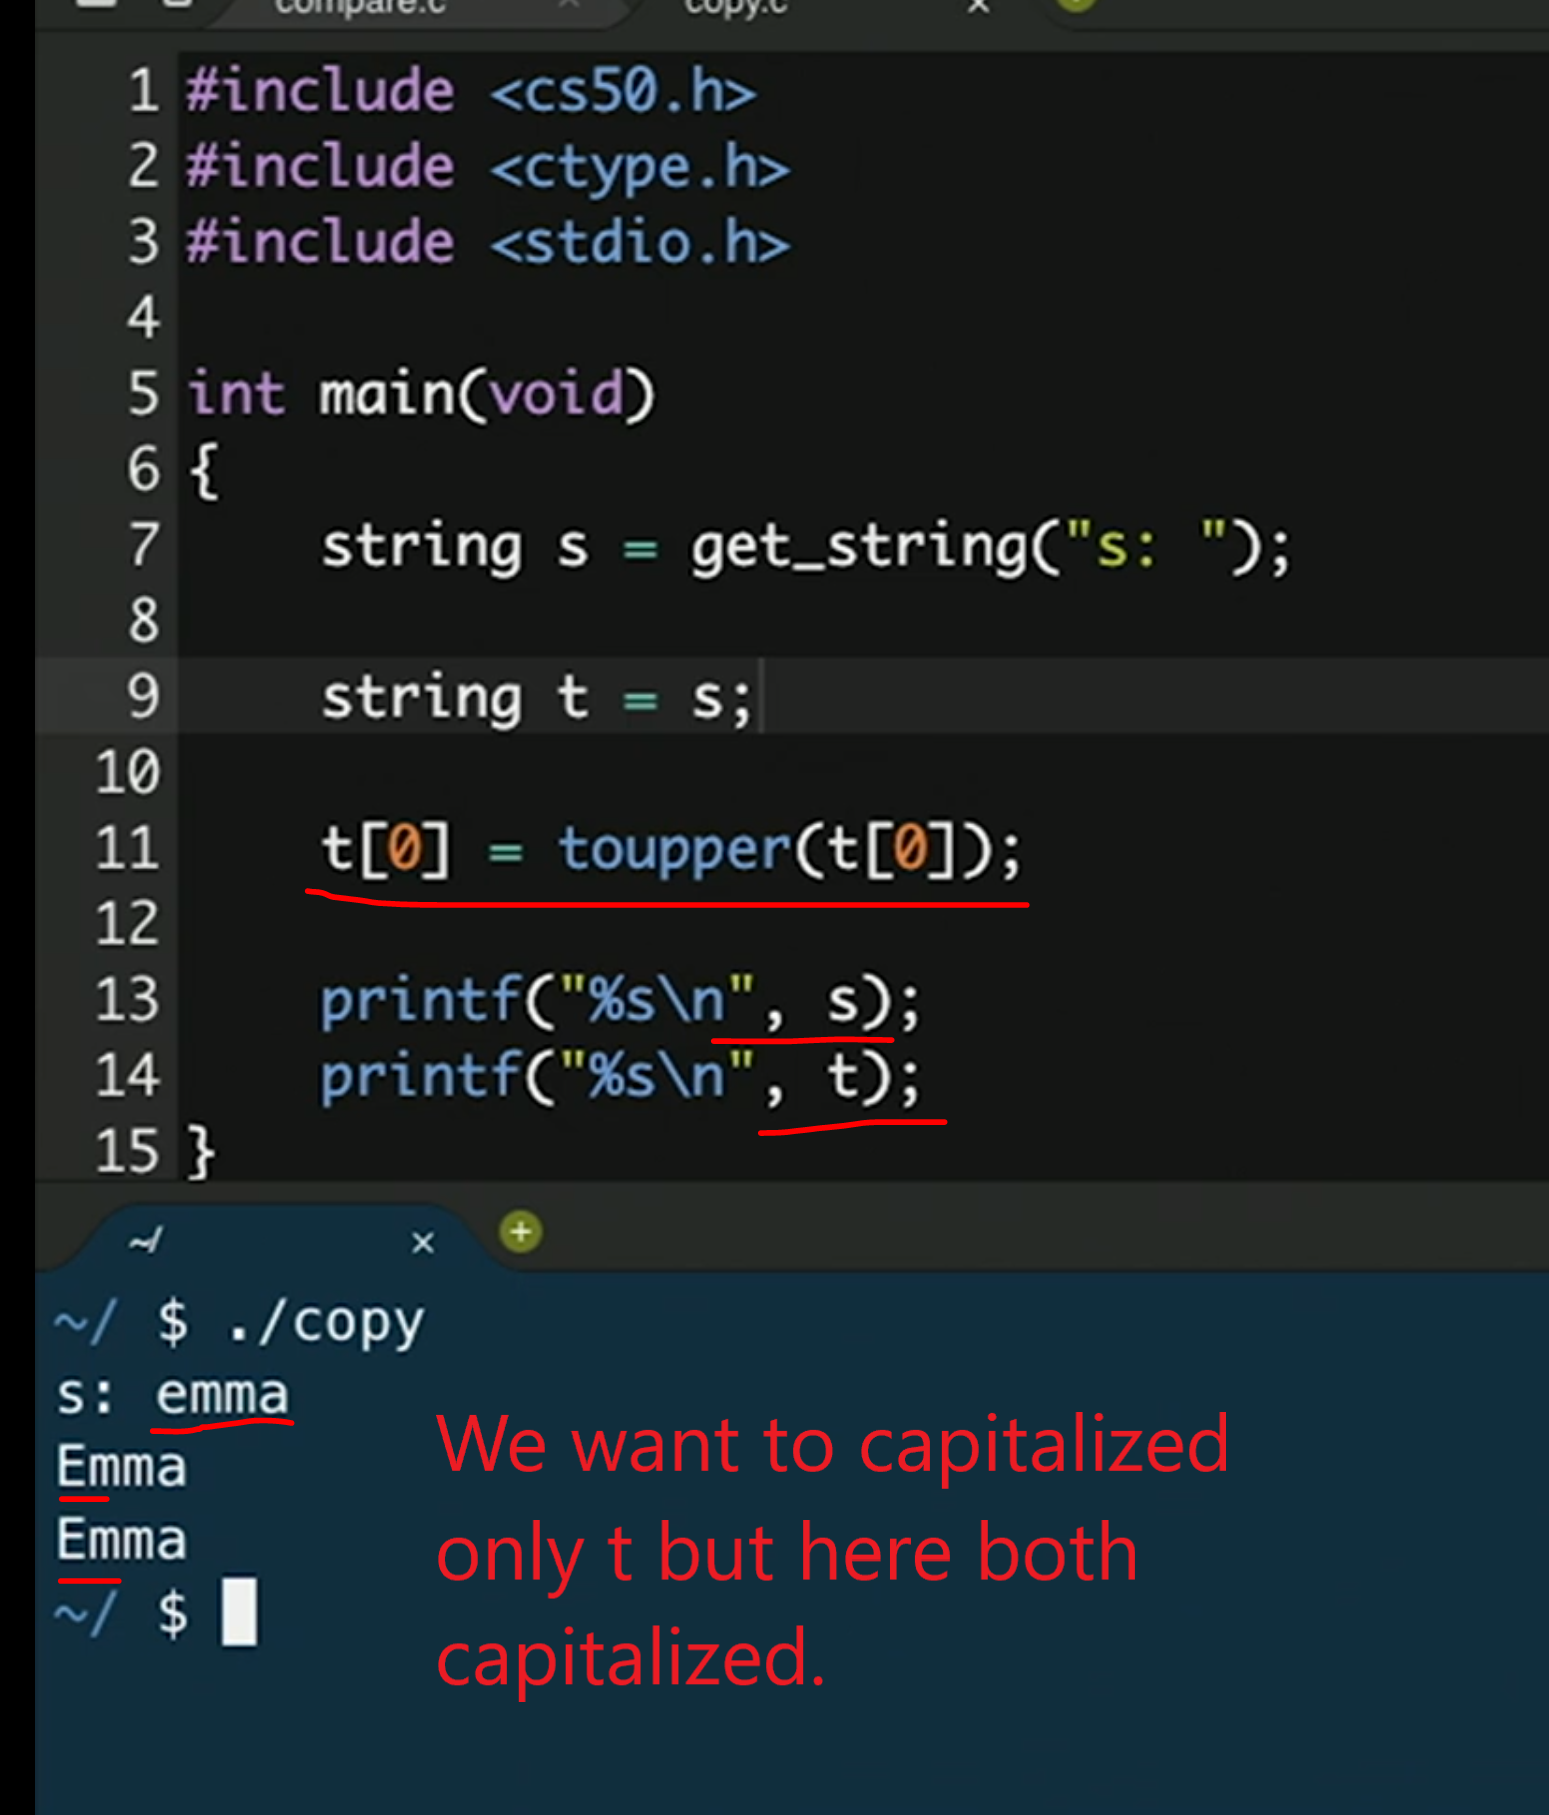 compare.c
copy.c
1 #include <cs50.h>
2 #include <ctype.h>
3 #include <stdio.h>
4
5 int main(void)
6 {
7     string s = get_string("s: ");
8
9     string t = s;
10
11     t[0] = toupper(t[0]);
12
13     printf("%s\n", s);
14     printf("%s\n", t);
15 }
~/
~/ $ ./copy
s: emma
Emma
Emma
~/ $
We want to capitalized
only t but here both
capitalized.